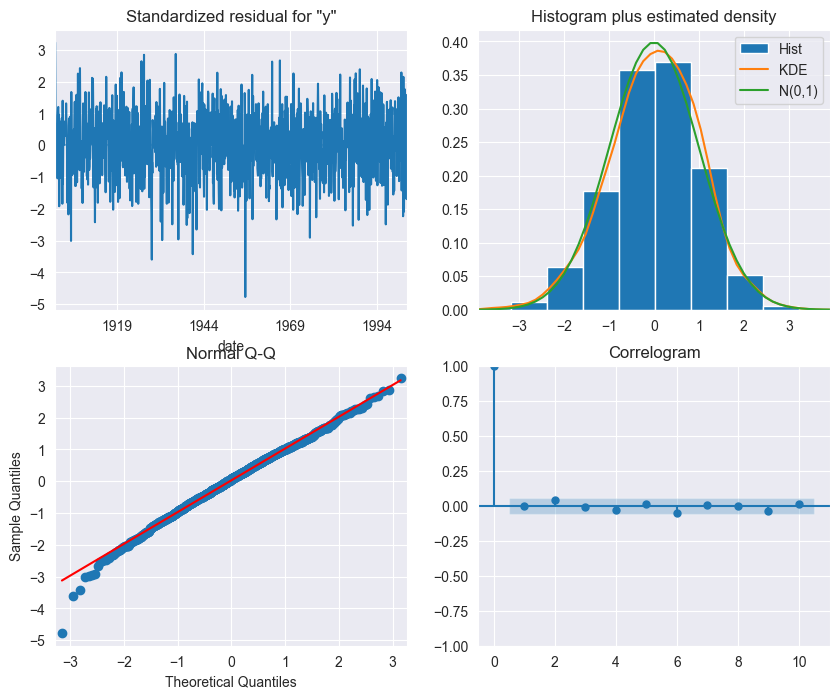 Standardized residual for "y"
3
2
1
0
−1
−2
−3
−4
−5
1919 1944 1969 1994
date
Histogram plus estimated density
Hist
KDE
N(0,1)
0.40
0.35
0.30
0.25
0.20
0.15
0.10
0.05
0.00
−3 −2 −1 0 1 2 3
Normal Q-Q
Sample Quantiles
3
2
1
0
−1
−2
−3
−4
−5
−3 −2 −1 0 1 2 3
Theoretical Quantiles
Correlogram
1.00
0.75
0.50
0.25
0.00
−0.25
−0.50
−0.75
−1.00
0 2 4 6 8 10